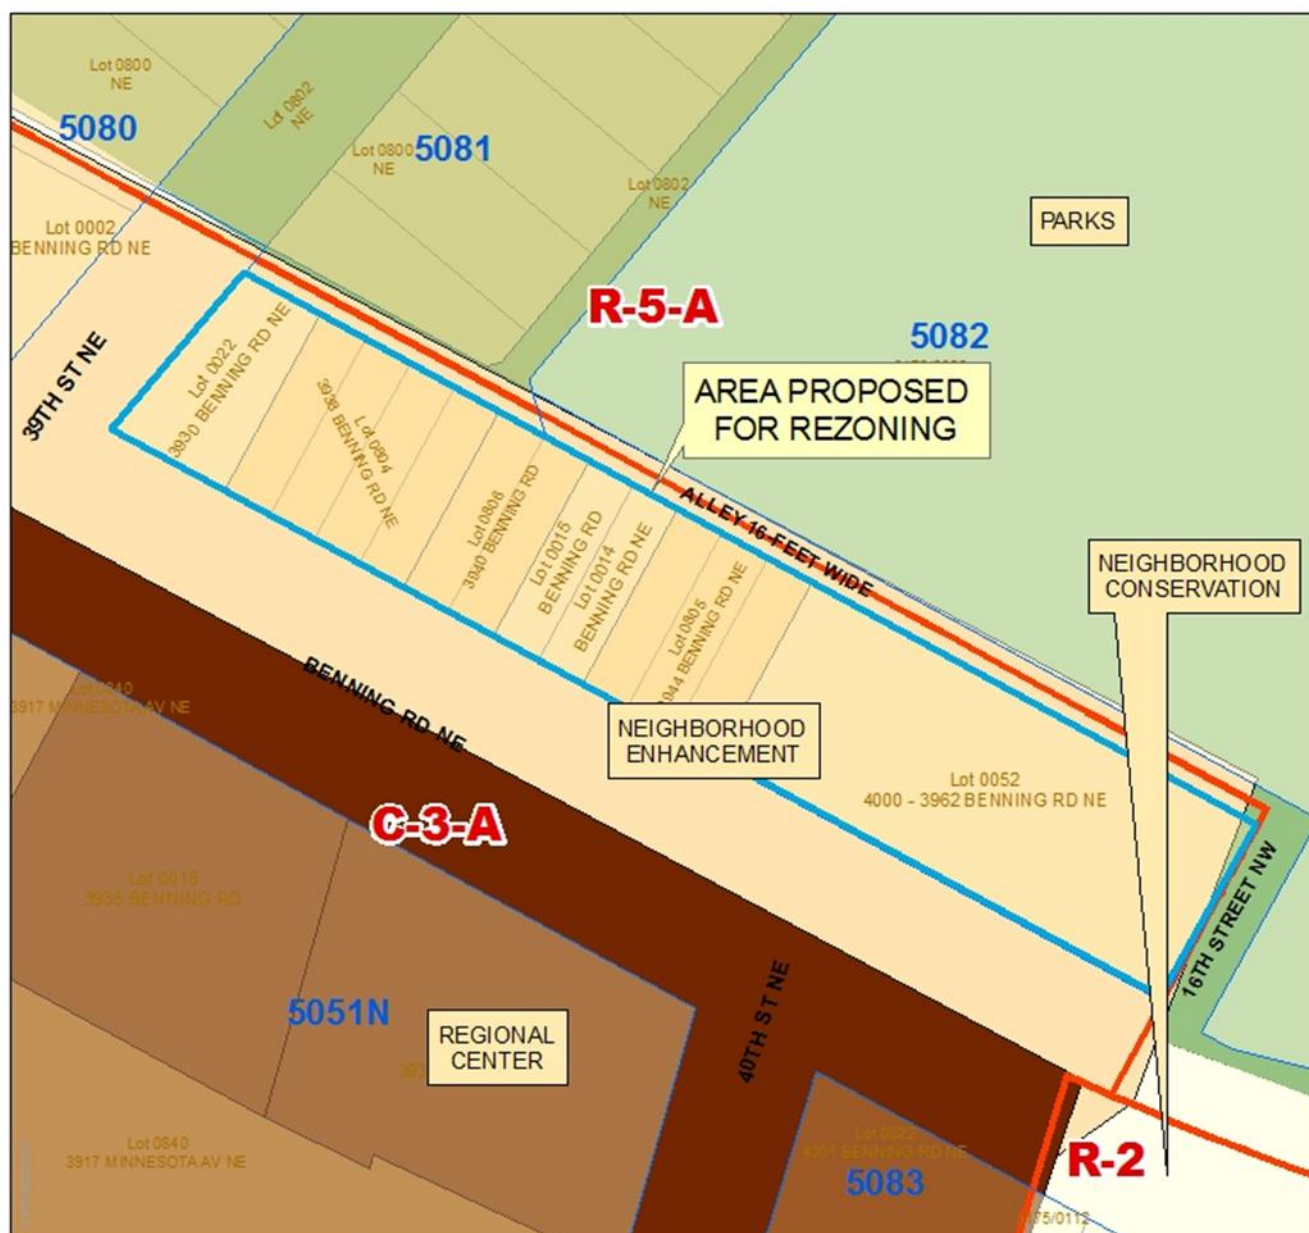 Lot 0800
NE
5080
Lot 0802
NE
Lot 0800
NE
5081
Lot 0802
NE
PARKS
Lot 0002
BENNING RD NE
R-5-A
5082
39TH ST NE
Lot 0022
3930 BENNING RD NE
Lot 0804
3938 BENNING RD NE
AREA PROPOSED
FOR REZONING
Lot 0806
3940 BENNING RD
Lot 0015
BENNING RD
Lot 0014
BENNING RD NE
ALLEY 16-FEET WIDE
NEIGHBORHOOD
CONSERVATION
Lot 0805
3944 BENNING RD NE
Lot 0840
3917 MINNESOTA AV NE
BENNING RD NE
NEIGHBORHOOD
ENHANCEMENT
Lot 0052
4000 - 3962 BENNING RD NE
C-3-A
16TH STREET NW
Lot 0016
3935 BENNING RD
5051N
REGIONAL
CENTER
40TH ST NE
Lot 0840
3917 MINNESOTA AV NE
Lot 0822
4001 BENNING RD NE
5083
R-2
75/0112